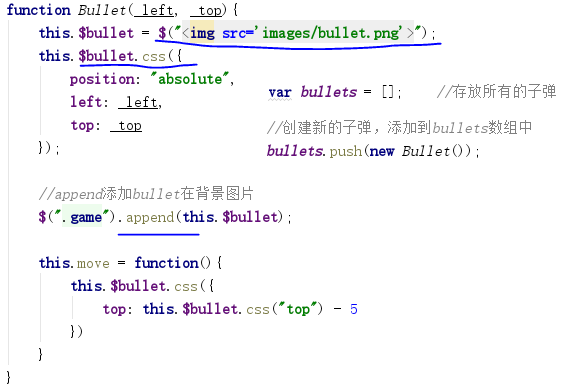 function Bullet(_left, _top){
this.$bullet = $("<img src='images/bullet.png'>");
this.$bullet.css({
position: "absolute",
left: _left,
top: _top
});
var bullets = []; //存放所有的子弹
//创建新的子弹，添加到bullets数组中
bullets.push(new Bullet());
//append添加bullet在背景图片
$(".game").append(this.$bullet);
this.move = function(){
this.$bullet.css({
top: this.$bullet.css("top") - 5
})
}
}